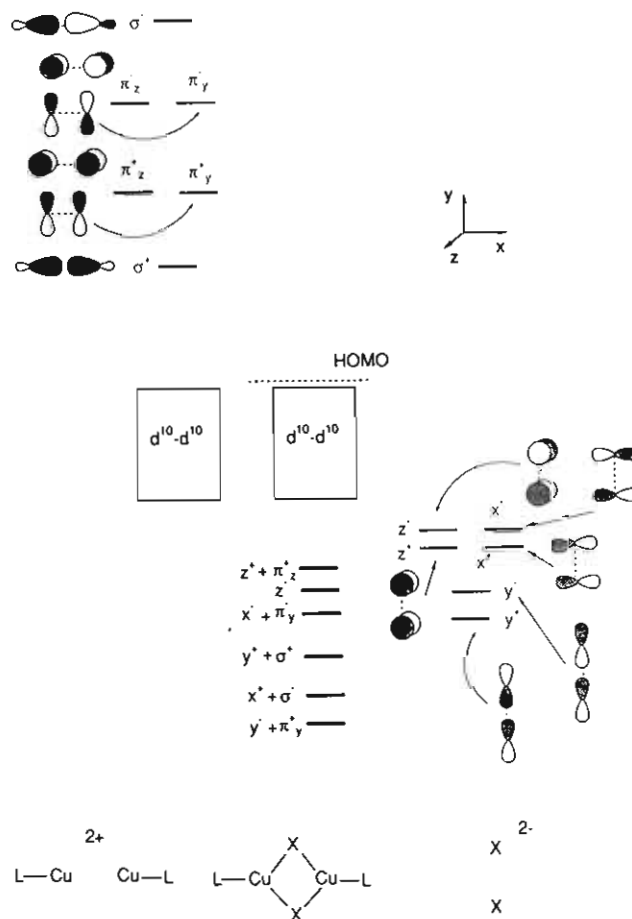 σ*
π*z π*y
π+z π+y
σ+
y
z x
HOMO
d10-d10 d10-d10
x-
z-
z+
x+
z+ + π+z
z-
x- + π-y
y-
y+
y+ + σ+
x+ + σ-
y- + π+y
2+
L—Cu Cu—L
X
L—Cu Cu—L
X
2-
X
X